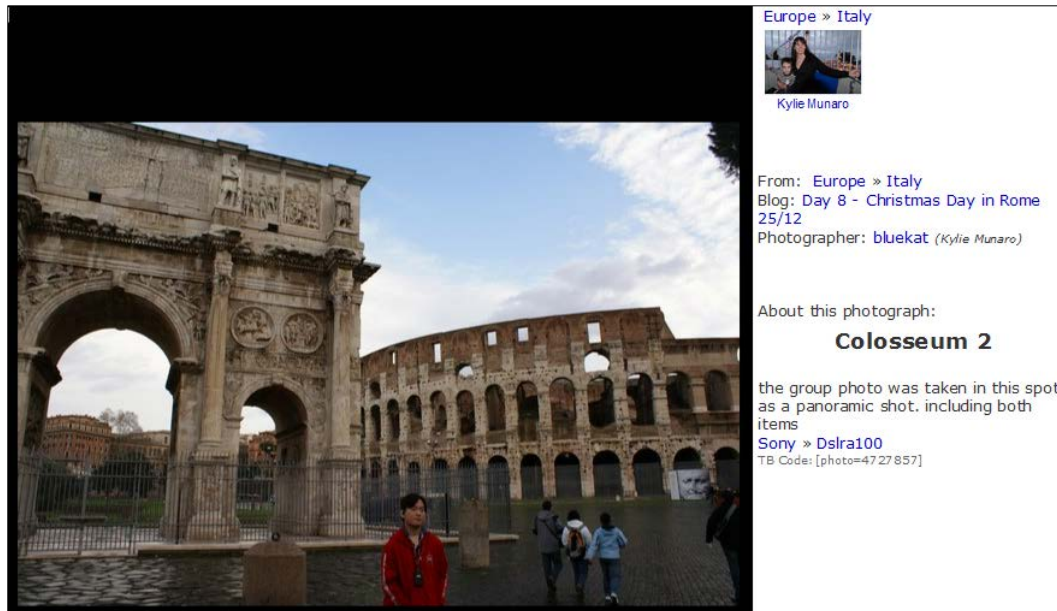 Europe » Italy
Kylie Munaro
From: Europe » Italy
Blog: Day 8 - Christmas Day in Rome
25/12
Photographer: bluekat (Kylie Munaro)
About this photograph:
Colosseum 2
the group photo was taken in this spot
as a panoramic shot. including both
items
Sony » Dslra100
TB Code: [photo=4727857]